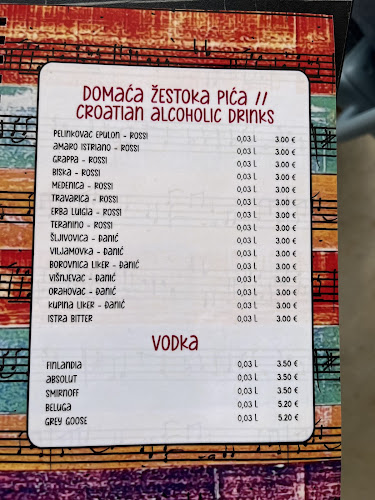 Domaća žestoka pića //
Croatian alcoholic drinks
Pelinkovac Epulon - Rossi 0,03 l 3.00 €
Amaro Istriano - Rossi 0,03 l 3.00 €
Grappa - Rossi 0,03 l 3.00 €
Biska - Rossi 0,03 l 3.00 €
Medenica - Rossi 0,03 l 3.00 €
Travarica - Rossi 0,03 l 3.00 €
Erba Luigia - Rossi 0,03 l 3.00 €
Teranino - Rossi 0,03 l 3.00 €
Šljivovica - Đanić 0,03 l 3.00 €
Viljamovka - Đanić 0,03 l 3.00 €
Borovnica liker - Đanić 0,03 l 3.00 €
Višnjevac - Đanić 0,03 l 3.00 €
Orahovac - Đanić 0,03 l 3.00 €
Kupina liker - Đanić 0,03 l 3.00 €
Istra Bitter 0,03 l 3.00 €
Vodka
Finlandia 0,03 l 3.50 €
Absolut 0,03 l 3.50 €
Smirnoff 0,03 l 3.50 €
Beluga 0,03 l 5.20 €
Grey Goose 0,03 l 5.20 €